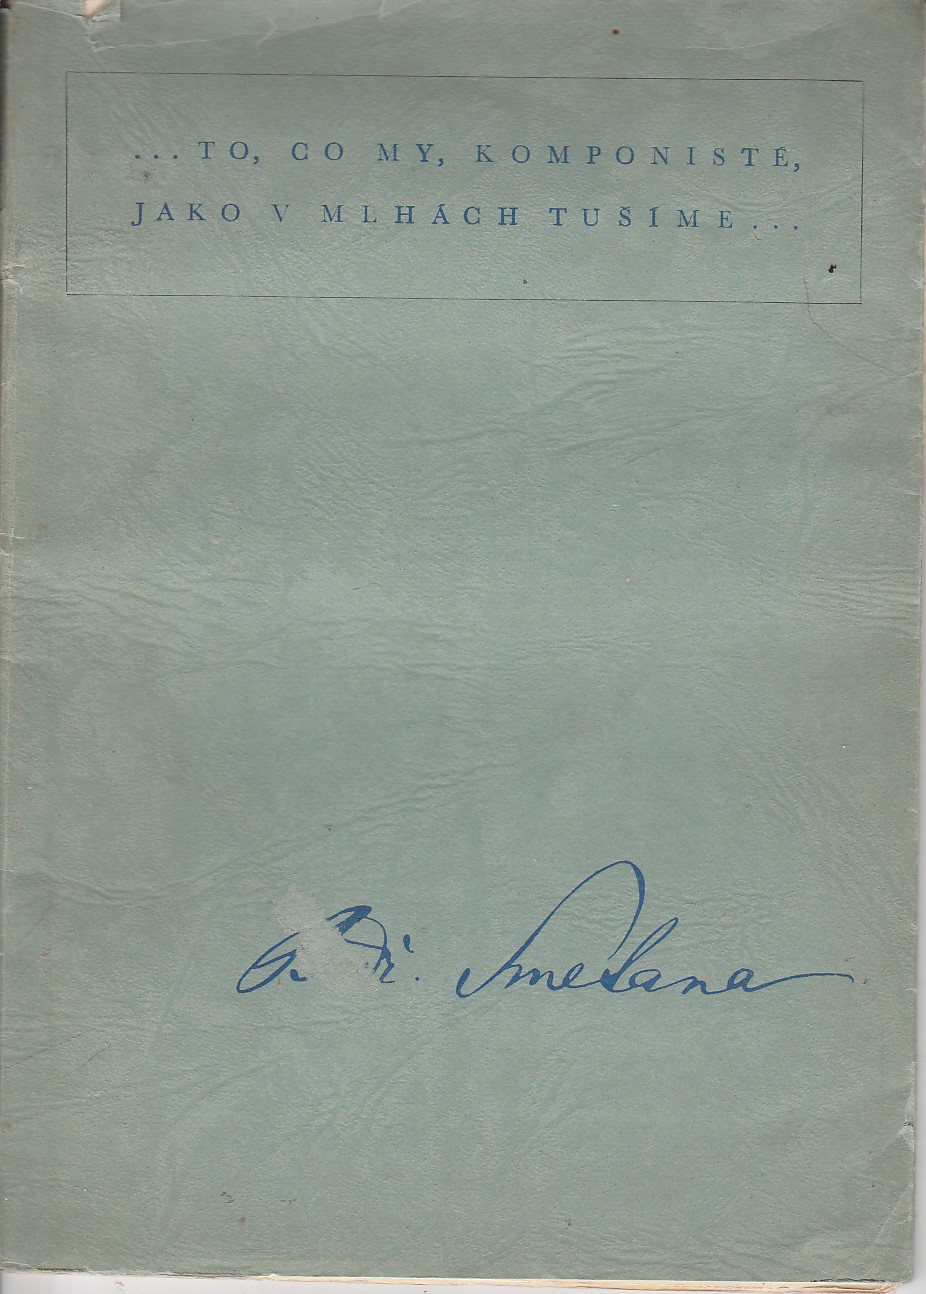 ...TO, CO MY, KOMPONISTÉ,
JAKO V MLHÁCH TUŠÍME...
Smetana